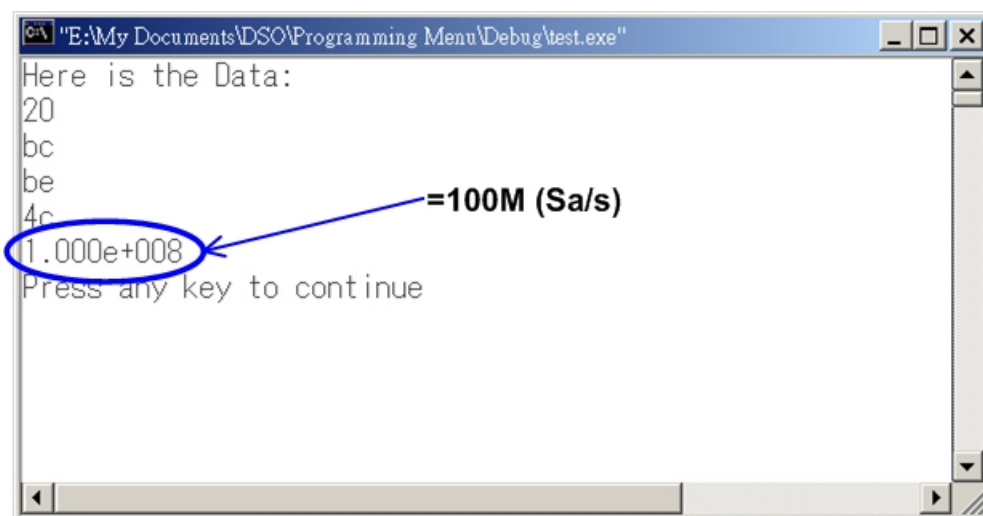 "E:\My Documents\DSO\Programming Menu\Debug\test.exe"
Here is the Data:
20
bc
be
4c
=100M (Sa/s)
1.000e+008
Press any key to continue